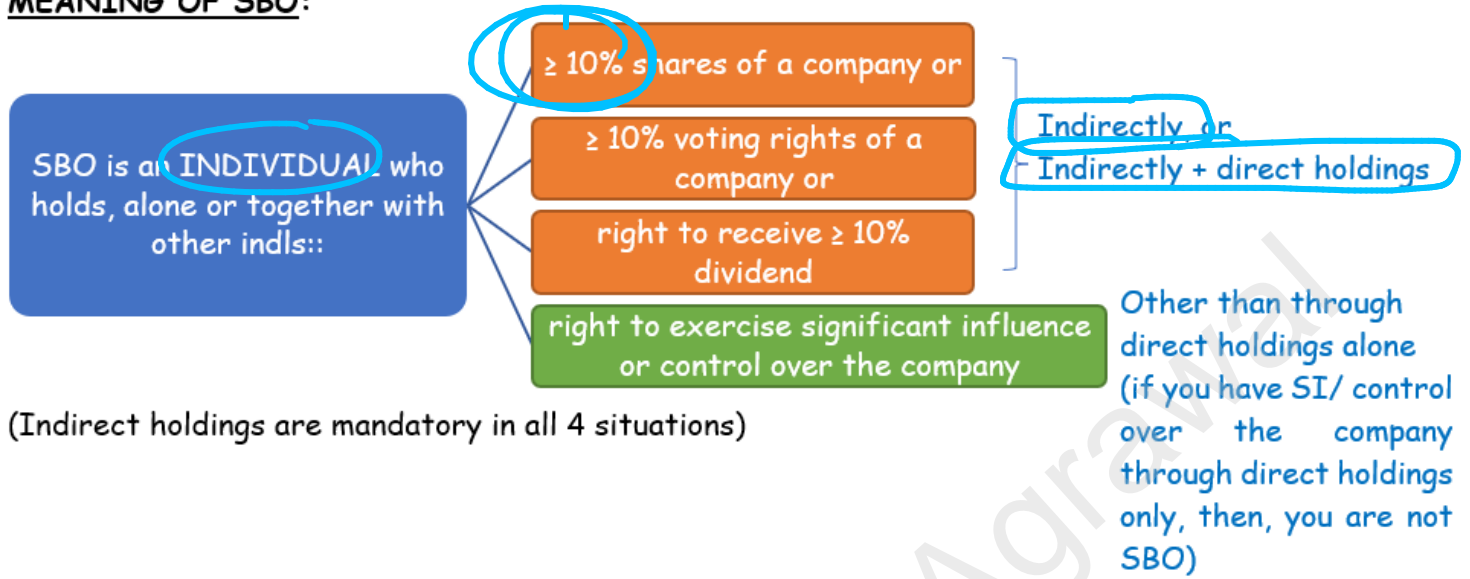 MEANING OF SBO:
SBO is an INDIVIDUAL who
holds, alone or together with
other indls::
≥ 10% shares of a company or
≥ 10% voting rights of a
company or
right to receive ≥ 10%
dividend
right to exercise significant influence
or control over the company
Indirectly, or
Indirectly + direct holdings
Other than through
direct holdings alone
(if you have SI/ control
over the company
through direct holdings
only, then, you are not
SBO)
(Indirect holdings are mandatory in all 4 situations)
Agrawal